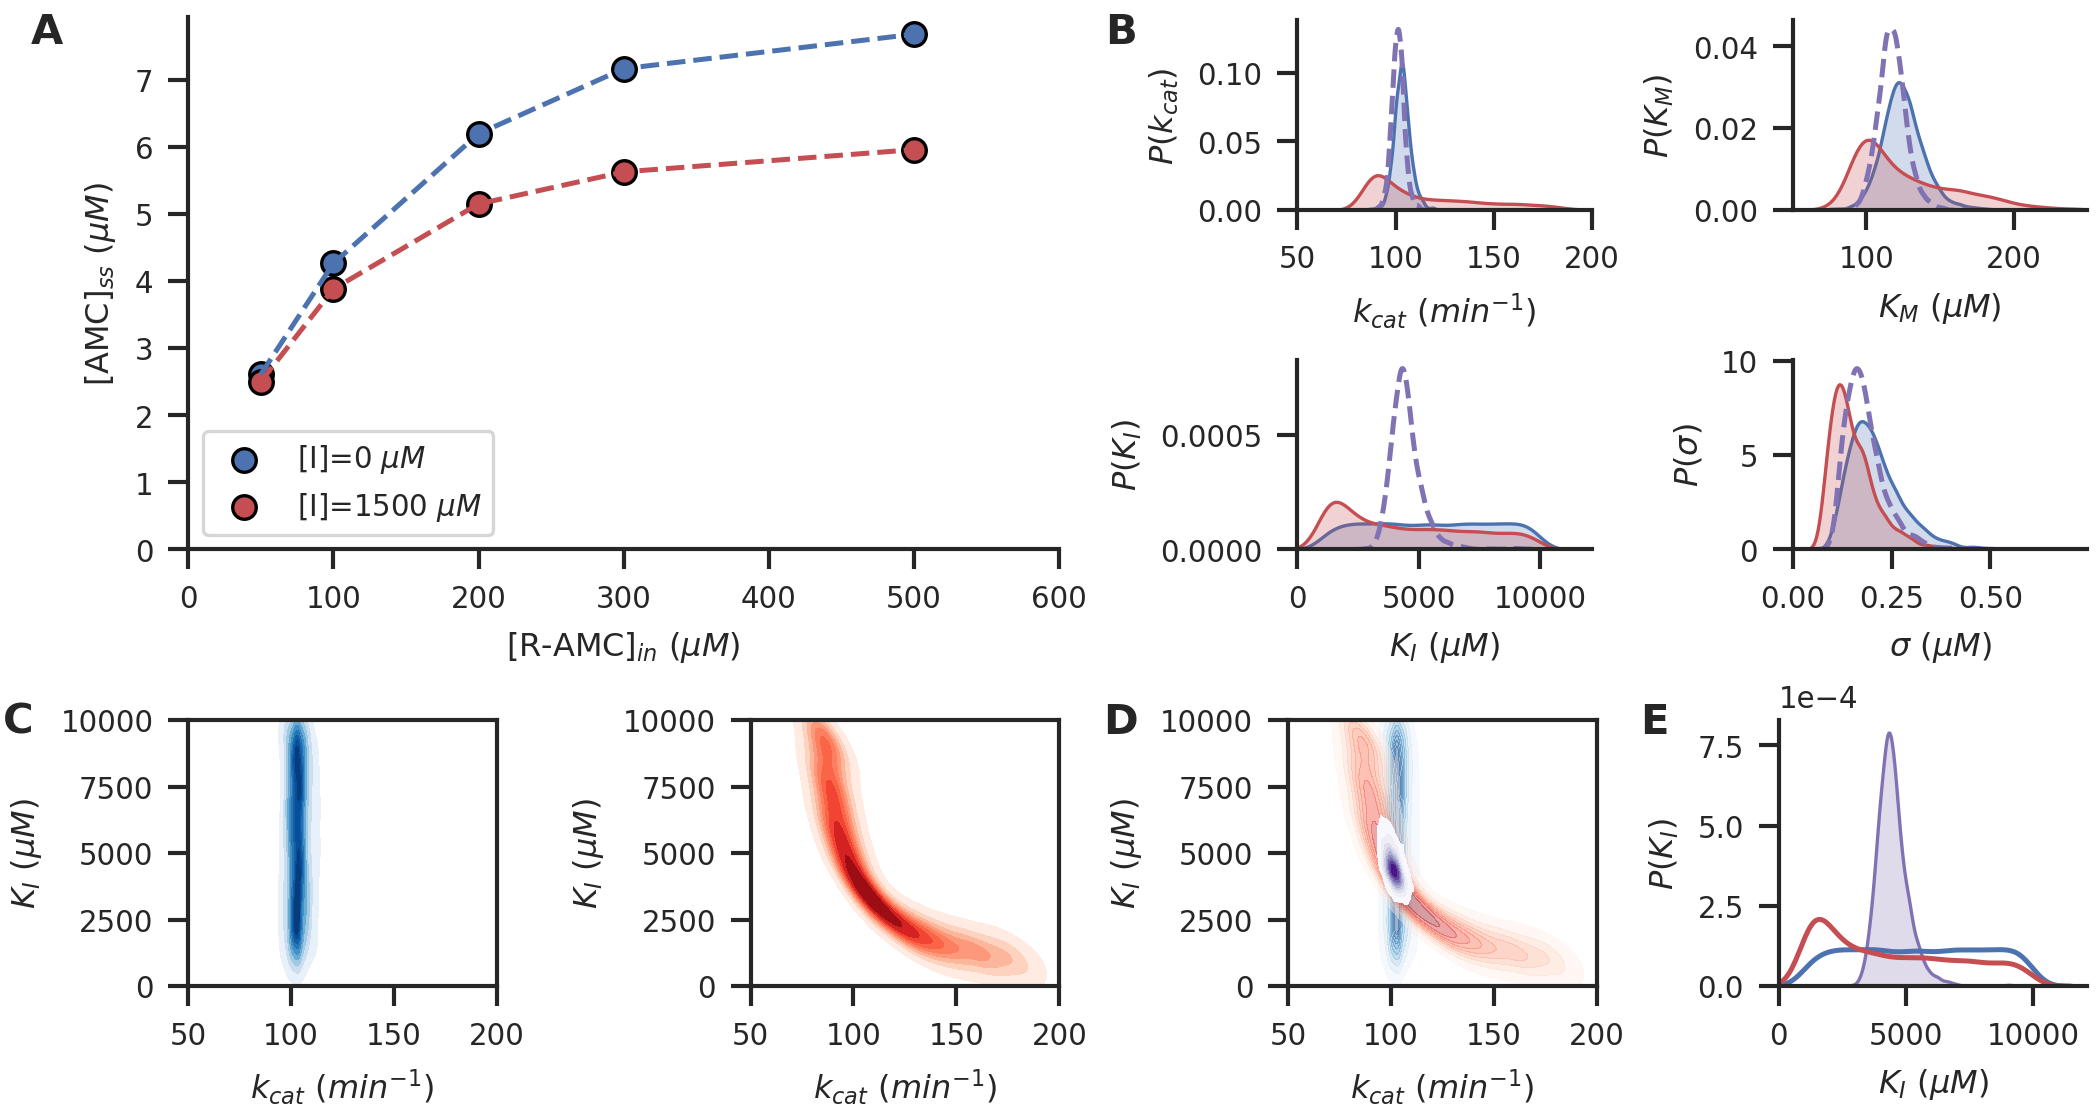 A
[AMC]ss (μM)
7
6
5
4
3
2
1
0
[I]=0 μM
[I]=1500 μM
0 100 200 300 400 500 600
[R-AMC]in (μM)
B
P(kcat)
0.10
0.05
0.00
50 100 150 200
kcat (min−1)
P(KM)
0.04
0.02
0.00
100 200
KM (μM)
P(KI)
0.0005
0.0000
0 5000 10000
KI (μM)
P(σ)
10
5
0
0.00 0.25 0.50
σ (μM)
C
KI (μM)
10000
7500
5000
2500
0
50 100 150 200
kcat (min−1)
KI (μM)
10000
7500
5000
2500
0
50 100 150 200
kcat (min−1)
D
KI (μM)
10000
7500
5000
2500
0
50 100 150 200
kcat (min−1)
E
1e−4
P(KI)
7.5
5.0
2.5
0.0
0 5000 10000
KI (μM)